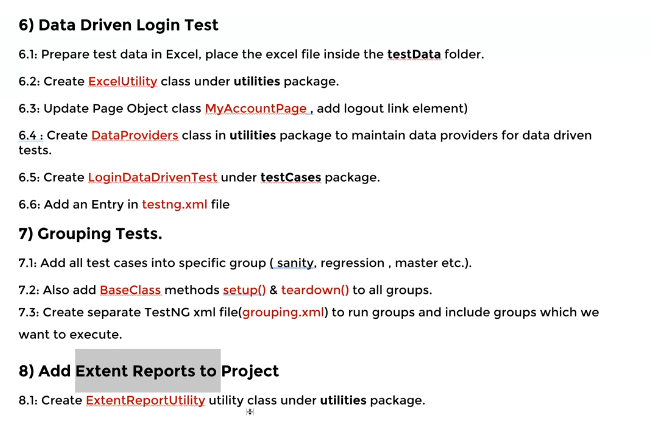 6) Data Driven Login Test
6.1: Prepare test data in Excel, place the excel file inside the testData folder.
6.2: Create ExcelUtility class under utilities package.
6.3: Update Page Object class MyAccountPage , add logout link element)
6.4 : Create DataProviders class in utilities package to maintain data providers for data driven
tests.
6.5: Create LoginDataDrivenTest under testCases package.
6.6: Add an Entry in testng.xml file
7) Grouping Tests.
7.1: Add all test cases into specific group ( sanity, regression , master etc.).
7.2: Also add BaseClass methods setup() & teardown() to all groups.
7.3: Create separate TestNG xml file(grouping.xml) to run groups and include groups which we
want to execute.
8) Add Extent Reports to Project
8.1: Create ExtentReportUtility utility class under utilities package.